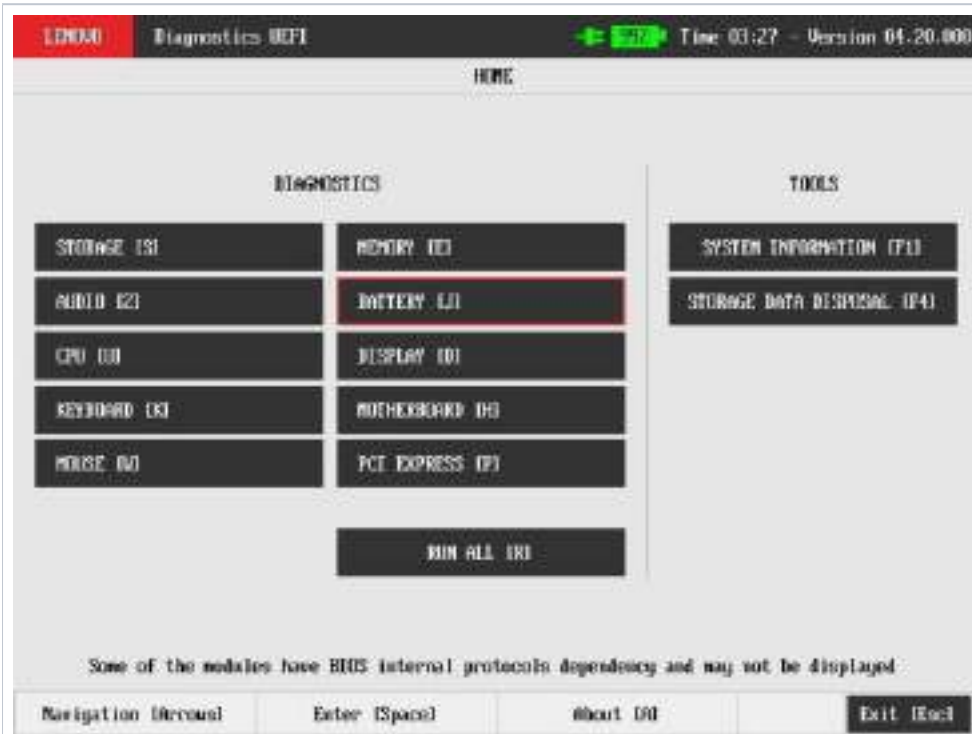 LENOVO Diagnostics UEFI Time 03:27 - Version 04.20.000
HOME
DIAGNOSTICS TOOLS
STORAGE [S] MEMORY [E] SYSTEM INFORMATION [F1]
AUDIO [Z] BATTERY [J] STORAGE DATA DISPOSAL [F4]
CPU [U] DISPLAY [D]
KEYBOARD [K] MOTHERBOARD [H]
MOUSE [W] PCI EXPRESS [P]
RUN ALL [R]
Some of the modules have BIOS internal protocols dependency and may not be displayed
Navigation [Arrows] Enter [Space] About [A] Exit [Esc]